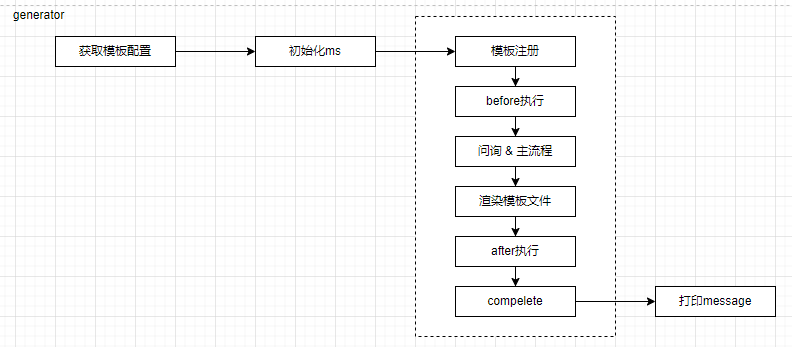 generator
获取模板配置
初始化ms
模板注册
before执行
问询 & 主流程
渲染模板文件
after执行
compelete
打印message